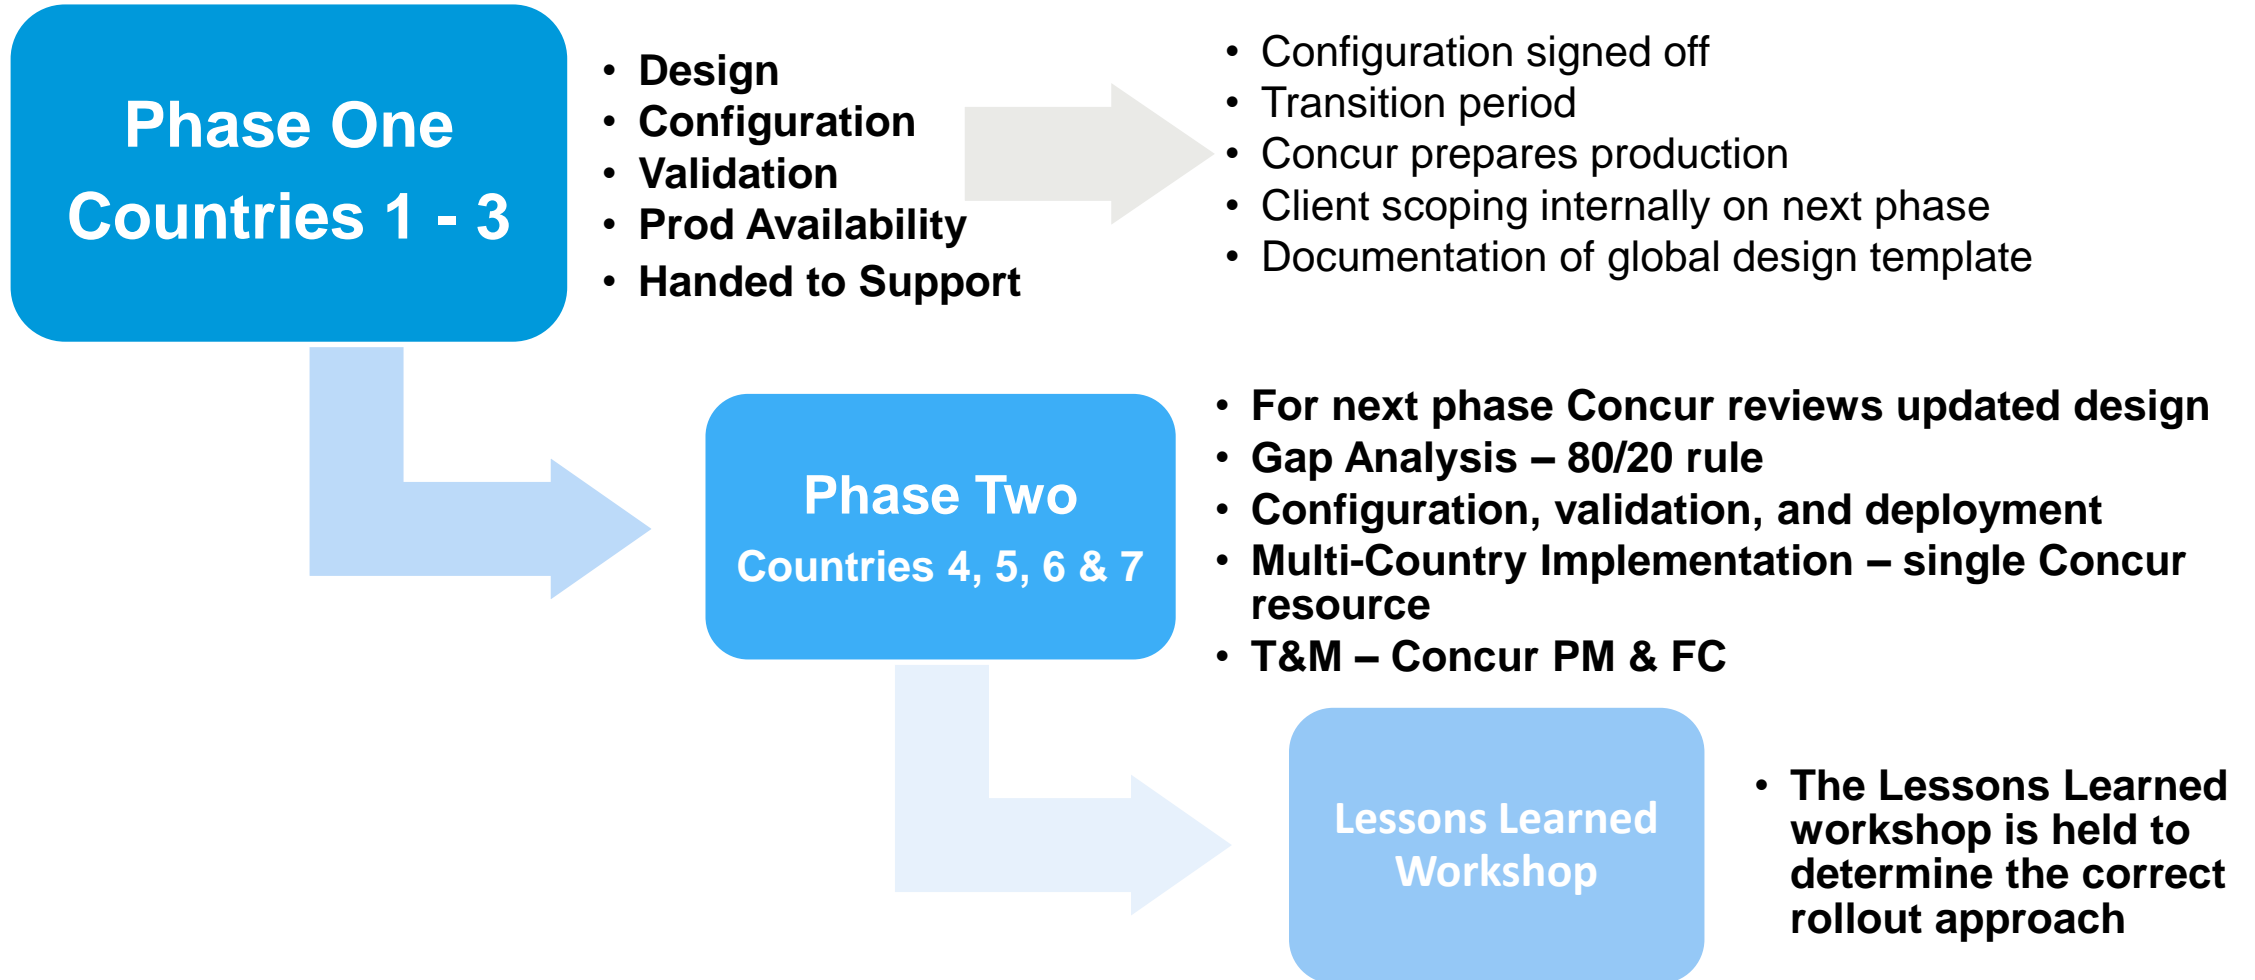 Phase One
Countries 1 - 3
• Design
• Configuration
• Validation
• Prod Availability
• Handed to Support
• Configuration signed off
• Transition period
• Concur prepares production
• Client scoping internally on next phase
• Documentation of global design template
Phase Two
Countries 4, 5, 6 & 7
• For next phase Concur reviews updated design
• Gap Analysis – 80/20 rule
• Configuration, validation, and deployment
• Multi-Country Implementation – single Concur
resource
• T&M – Concur PM & FC
Lessons Learned
Workshop
• The Lessons Learned
workshop is held to
determine the correct
rollout approach